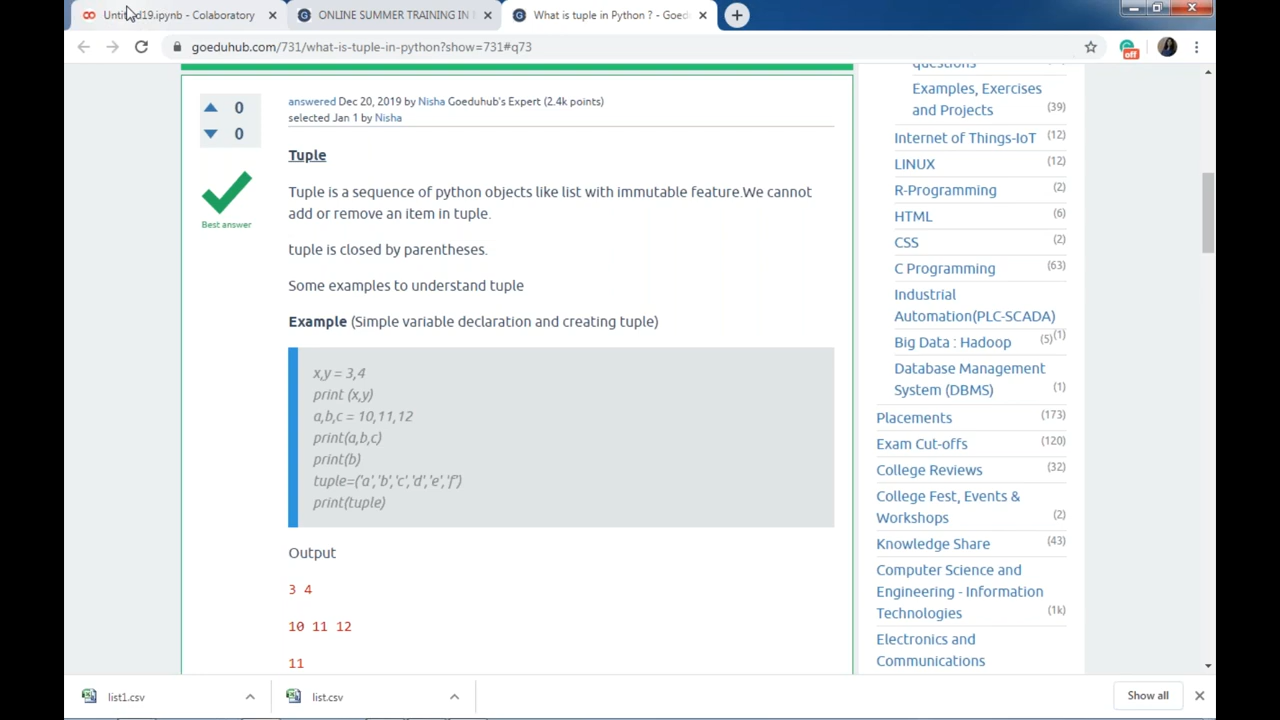 Untitled19.ipynb - Colaboratory
ONLINE SUMMER TRAINING IN
What is tuple in Python ? - Goed
goeduhub.com/731/what-is-tuple-in-python?show=731#q73
off
0
0
Best answer
answered Dec 20, 2019 by Nisha Goeduhub's Expert (2.4k points)
selected Jan 1 by Nisha
Tuple
Tuple is a sequence of python objects like list with immutable feature.We cannot
add or remove an item in tuple.
tuple is closed by parentheses.
Some examples to understand tuple
Example (Simple variable declaration and creating tuple)
x,y = 3,4
print (x,y)
a,b,c = 10,11,12
print(a,b,c)
print(b)
tuple=('a','b','c','d','e','f')
print(tuple)
Output
3 4
10 11 12
11
questions
Examples, Exercises
and Projects (39)
Internet of Things-IoT (12)
LINUX (12)
R-Programming (2)
HTML (6)
CSS (2)
C Programming (63)
Industrial
Automation(PLC-SCADA) (1)
Big Data : Hadoop (5)
Database Management
System (DBMS) (1)
Placements (173)
Exam Cut-offs (120)
College Reviews (32)
College Fest, Events &
Workshops (2)
Knowledge Share (43)
Computer Science and
Engineering - Information
Technologies (1k)
Electronics and
Communications
list1.csv
list.csv
Show all